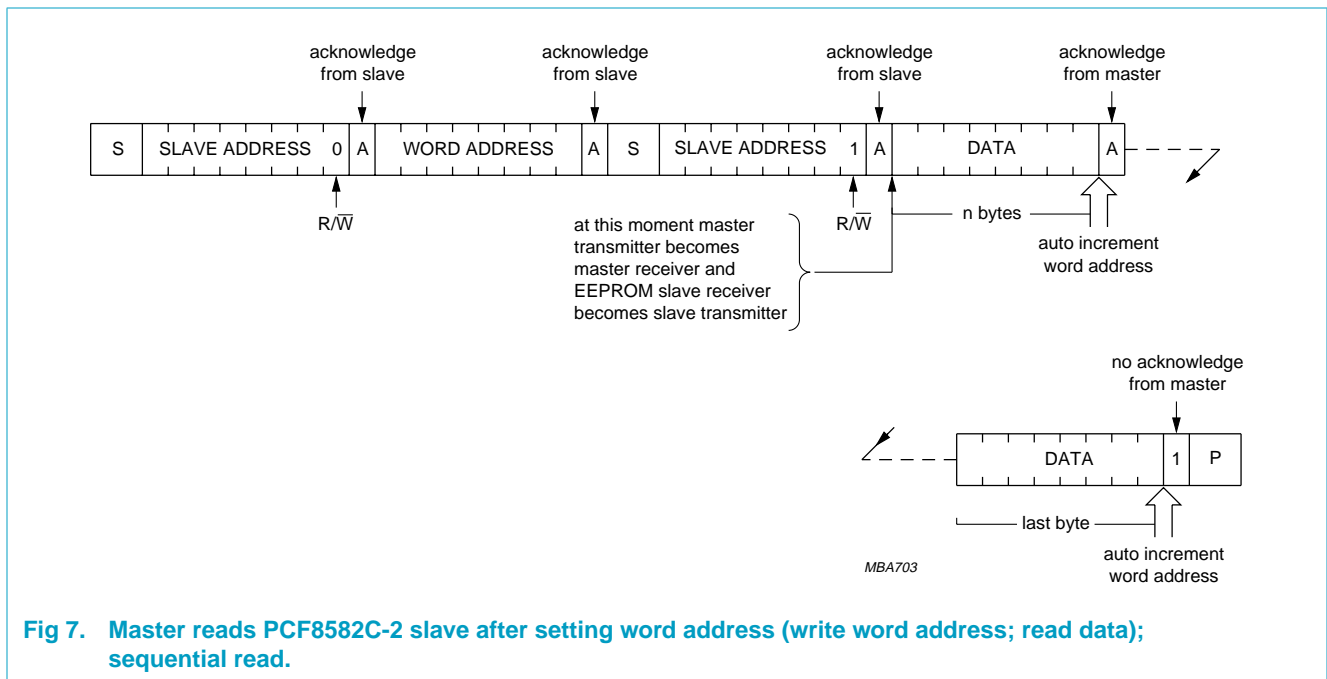 acknowledge
from slave
acknowledge
from slave
acknowledge
from slave
acknowledge
from master
S SLAVE ADDRESS 0 A WORD ADDRESS A S SLAVE ADDRESS 1 A DATA A
R/W̅
R/W̅
at this moment master
transmitter becomes
master receiver and
EEPROM slave receiver
becomes slave transmitter
n bytes
auto increment
word address
no acknowledge
from master
DATA 1 P
last byte
auto increment
word address
MBA703
Fig 7. Master reads PCF8582C-2 slave after setting word address (write word address; read data);
sequential read.